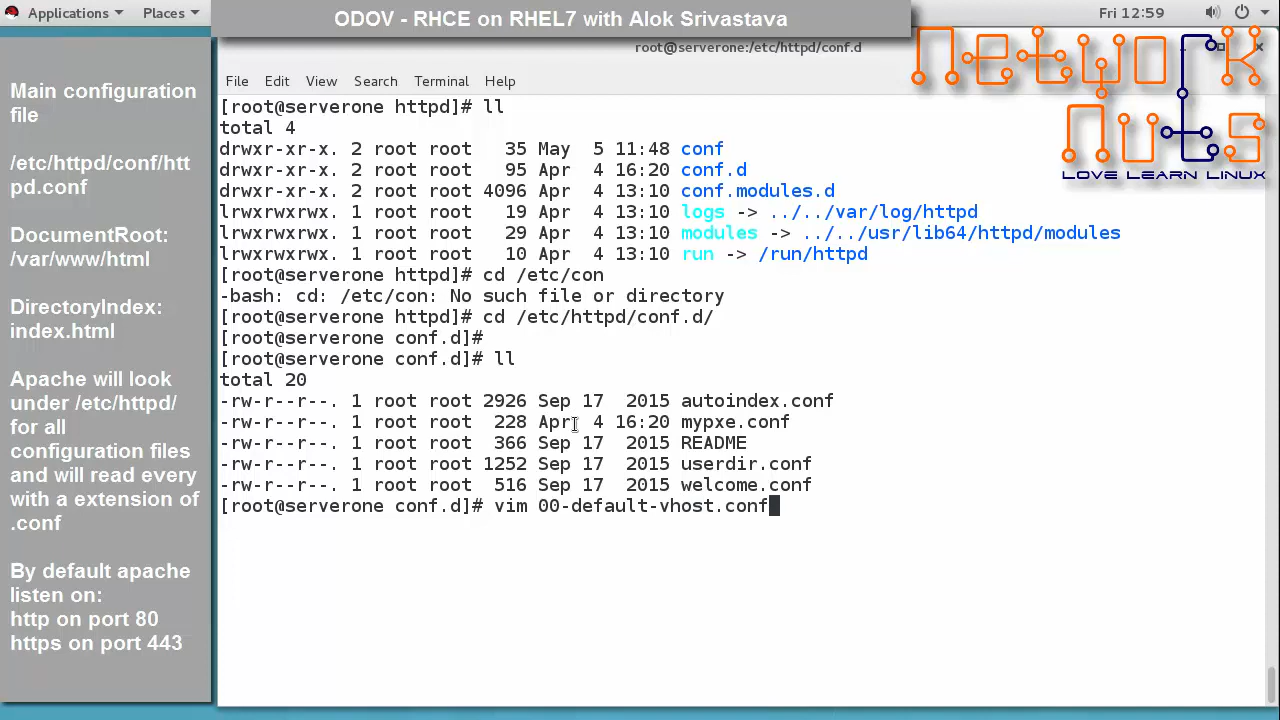 Applications Places
ODOV - RHCE on RHEL7 with Alok Srivastava
Fri 12:59
root@serverone:/etc/httpd/conf.d
File Edit View Search Terminal Help
Network
Nuts
LOVE LEARN LINUX
Main configuration
file
/etc/httpd/conf/htt
pd.conf
DocumentRoot:
/var/www/html
DirectoryIndex:
index.html
Apache will look
under /etc/httpd/
for all
configuration files
and will read every
with a extension of
.conf
By default apache
listen on:
http on port 80
https on port 443
[root@serverone httpd]# ll
total 4
drwxr-xr-x. 2 root root   35 May  5 11:48 conf
drwxr-xr-x. 2 root root   95 Apr  4 16:20 conf.d
drwxr-xr-x. 2 root root 4096 Apr  4 13:10 conf.modules.d
lrwxrwxrwx. 1 root root   19 Apr  4 13:10 logs -> ../../var/log/httpd
lrwxrwxrwx. 1 root root   29 Apr  4 13:10 modules -> ../../usr/lib64/httpd/modules
lrwxrwxrwx. 1 root root   10 Apr  4 13:10 run -> /run/httpd
[root@serverone httpd]# cd /etc/con
-bash: cd: /etc/con: No such file or directory
[root@serverone httpd]# cd /etc/httpd/conf.d/
[root@serverone conf.d]#
[root@serverone conf.d]# ll
total 20
-rw-r--r--. 1 root root 2926 Sep 17  2015 autoindex.conf
-rw-r--r--. 1 root root  228 Apr  4 16:20 mypxe.conf
-rw-r--r--. 1 root root  366 Sep 17  2015 README
-rw-r--r--. 1 root root 1252 Sep 17  2015 userdir.conf
-rw-r--r--. 1 root root  516 Sep 17  2015 welcome.conf
[root@serverone conf.d]# vim 00-default-vhost.conf